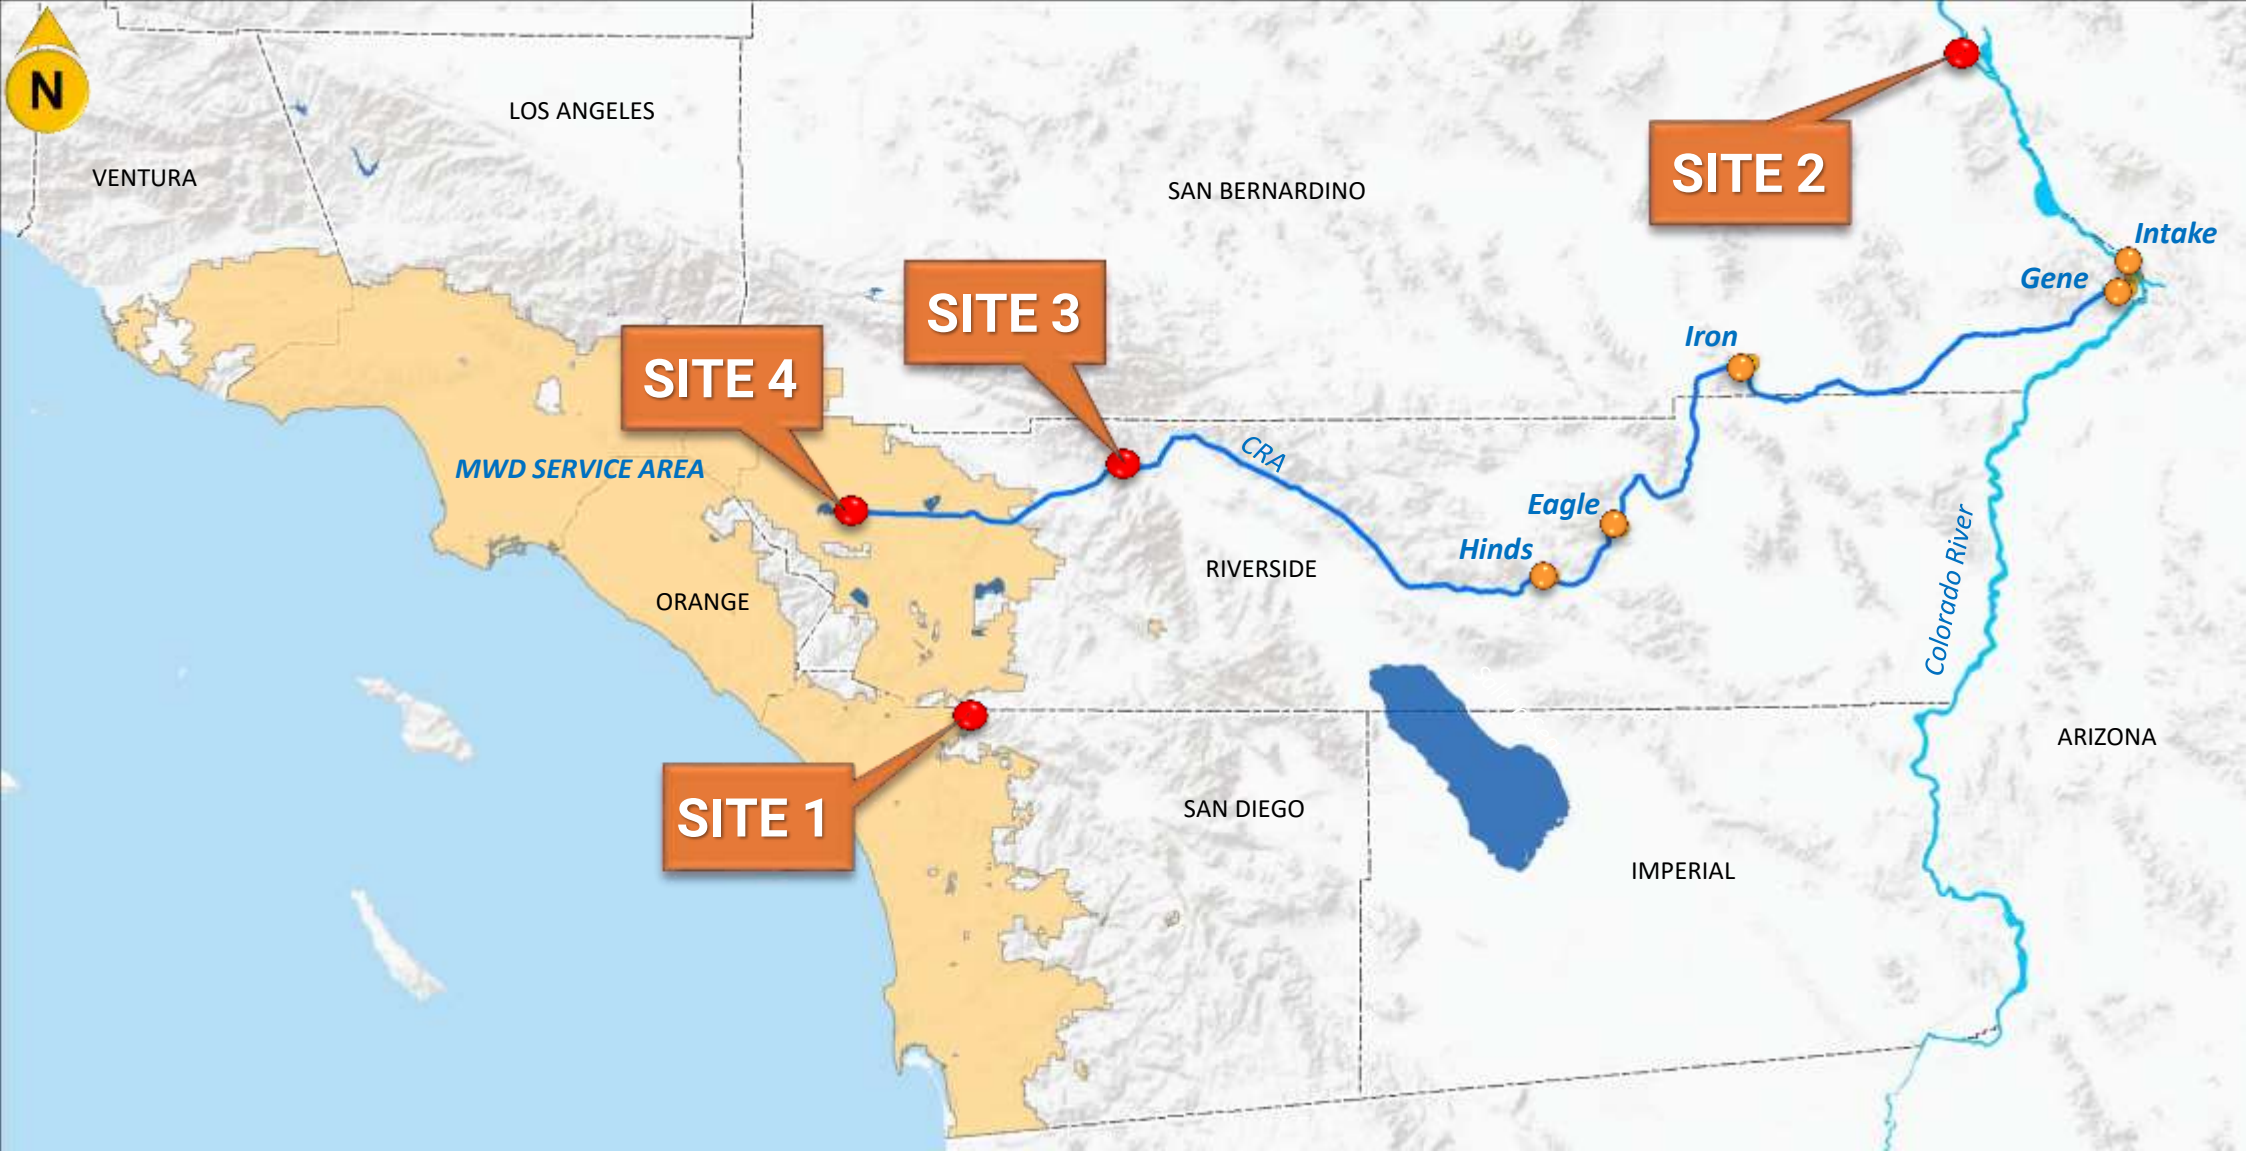 N
LOS ANGELES
VENTURA
SITE 2
SAN BERNARDINO
Intake
Gene
SITE 3
Iron
SITE 4
CRA
MWD SERVICE AREA
Eagle
Hinds
RIVERSIDE
Colorado River
ORANGE
ARIZONA
SITE 1
SAN DIEGO
IMPERIAL